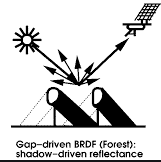 Gap-driven BRDF (Forest):
shadow-driven reflectance